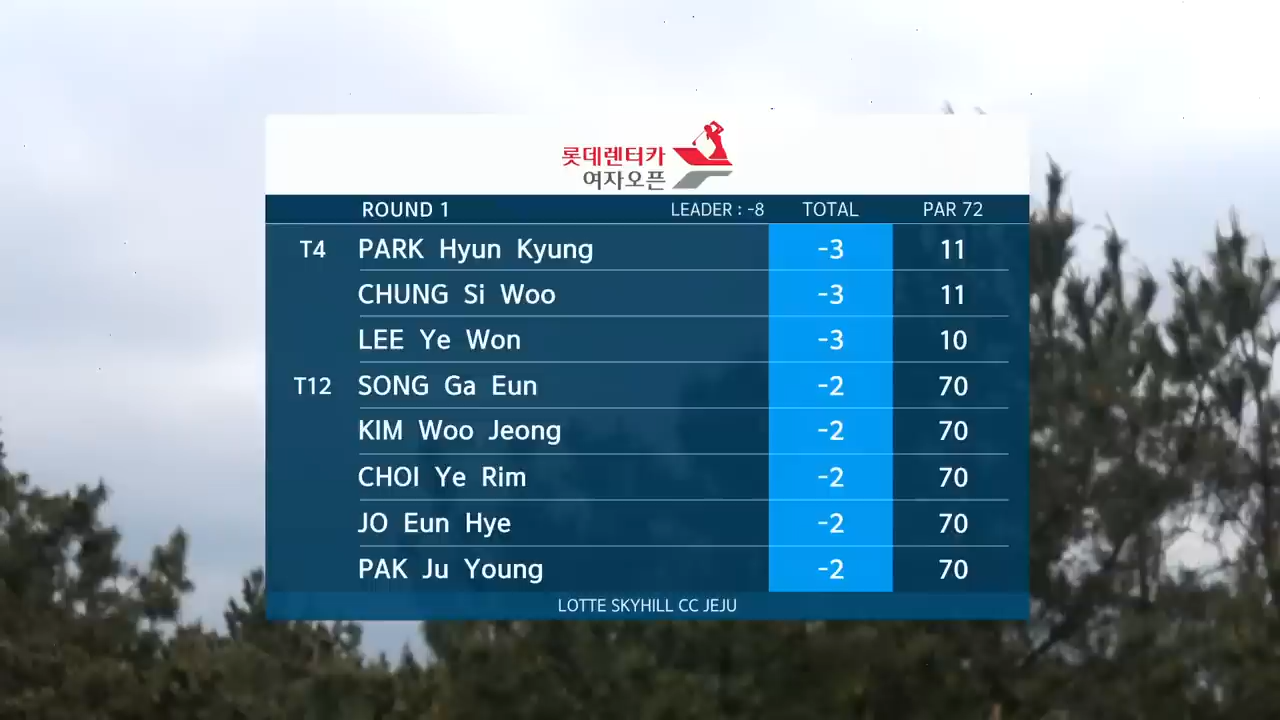 롯데렌터카
여자오픈
ROUND 1 LEADER : -8 TOTAL PAR 72
T4 PARK Hyun Kyung -3 11
CHUNG Si Woo -3 11
LEE Ye Won -3 10
T12 SONG Ga Eun -2 70
KIM Woo Jeong -2 70
CHOI Ye Rim -2 70
JO Eun Hye -2 70
PAK Ju Young -2 70
LOTTE SKYHILL CC JEJU